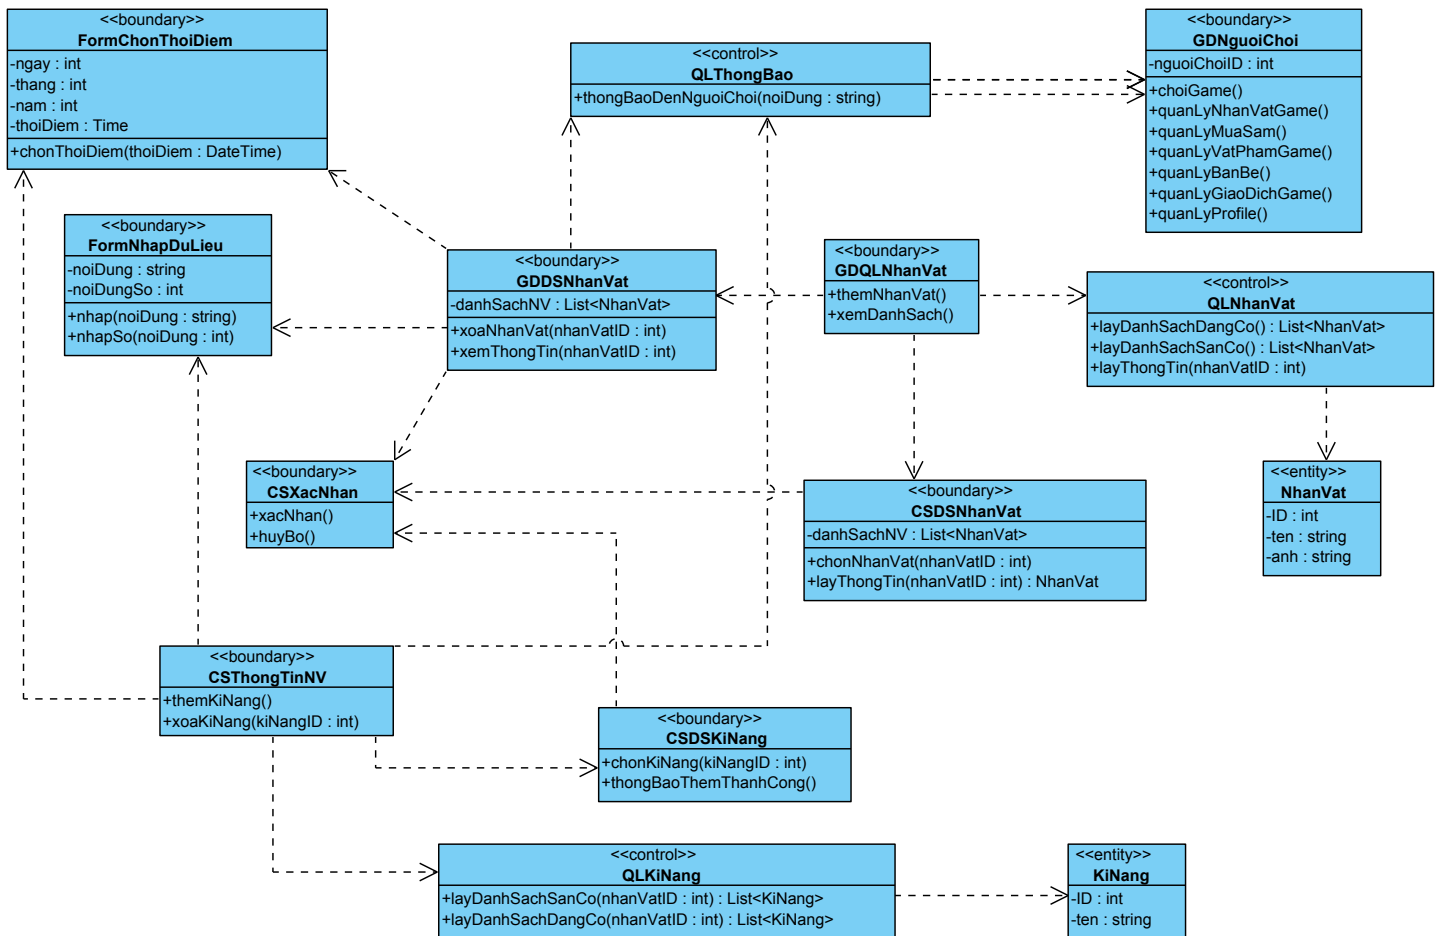 <<boundary>>
FormChonThoiDiem
-ngay : int
-thang : int
-nam : int
-thoiDiem : Time
+chonThoiDiem(thoiDiem : DateTime)
<<control>>
QLThongBao
+thongBaoDenNguoiChoi(noiDung : string)
<<boundary>>
GDNguoiChoi
-nguoiChoiID : int
+choiGame()
+quanLyNhanVatGame()
+quanLyMuaSam()
+quanLyVatPhamGame()
+quanLyBanBe()
+quanLyGiaoDichGame()
+quanLyProfile()
<<boundary>>
FormNhapDuLieu
-noiDung : string
-noiDungSo : int
+nhap(noiDung : string)
+nhapSo(noiDung : int)
<<boundary>>
GDDSNhanVat
-danhSachNV : List<NhanVat>
+xoaNhanVat(nhanVatID : int)
+xemThongTin(nhanVatID : int)
<<boundary>>
GDQLNhanVat
+themNhanVat()
+xemDanhSach()
<<control>>
QLNhanVat
+layDanhSachDangCo() : List<NhanVat>
+layDanhSachSanCo() : List<NhanVat>
+layThongTin(nhanVatID : int)
<<boundary>>
CSXacNhan
+xacNhan()
+huyBo()
<<boundary>>
CSDSNhanVat
-danhSachNV : List<NhanVat>
+chonNhanVat(nhanVatID : int)
+layThongTin(nhanVatID : int) : NhanVat
<<entity>>
NhanVat
-ID : int
-ten : string
-anh : string
<<boundary>>
CSThongTinNV
+themKiNang()
+xoaKiNang(kiNangID : int)
<<boundary>>
CSDSKiNang
+chonKiNang(kiNangID : int)
+thongBaoThemThanhCong()
<<control>>
QLKiNang
+layDanhSachSanCo(nhanVatID : int) : List<KiNang>
+layDanhSachDangCo(nhanVatID : int) : List<KiNang>
<<entity>>
KiNang
-ID : int
-ten : string